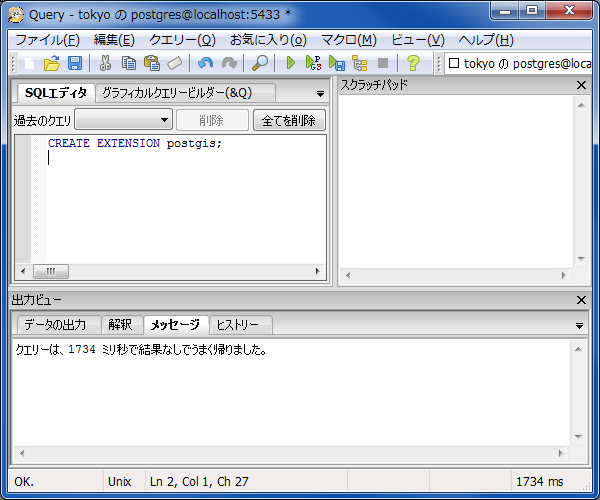 Query - tokyo の postgres@localhost:5433 *
ファイル(F) 編集(E) クエリー(Q) お気に入り(o) マクロ(M) ビュー(V) ヘルプ(H)
tokyo の postgres@loca
SQLエディタ グラフィカルクエリービルダー(&Q)
過去のクエリ 削除 全てを削除
CREATE EXTENSION postgis;
スクラッチパッド
出力ビュー
データの出力 解釈 メッセージ ヒストリー
クエリーは、1734 ミリ秒で結果なしでうまく帰りました。
OK. Unix Ln 2, Col 1, Ch 27 1734 ms